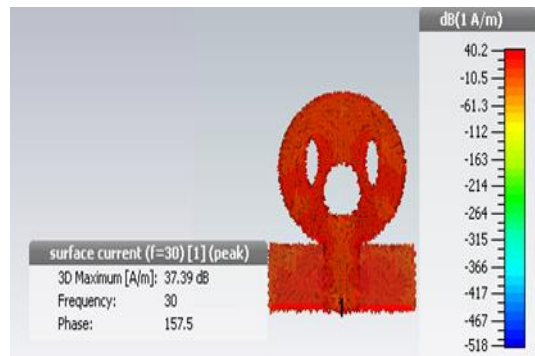 dB(1 A/m)
40.2
-10.5
-61.3
-112
-163
-214
-264
-315
-366
-417
-467
-518
surface current (f=30) [1] (peak)
3D Maximum [A/m]: 37.39 dB
Frequency: 30
Phase: 157.5